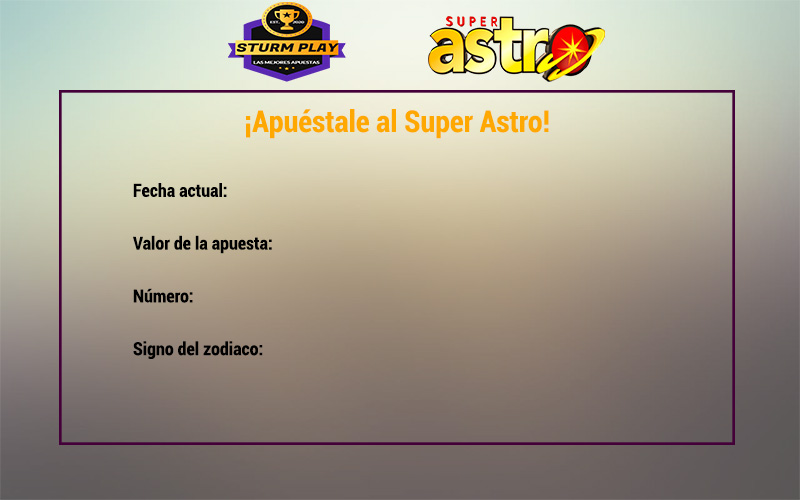 EST. 2020
STURM PLAY
LAS MEJORES APUESTAS
SUPER
astro
¡Apuéstale al Super Astro!
Fecha actual:
Valor de la apuesta:
Número:
Signo del zodiaco: